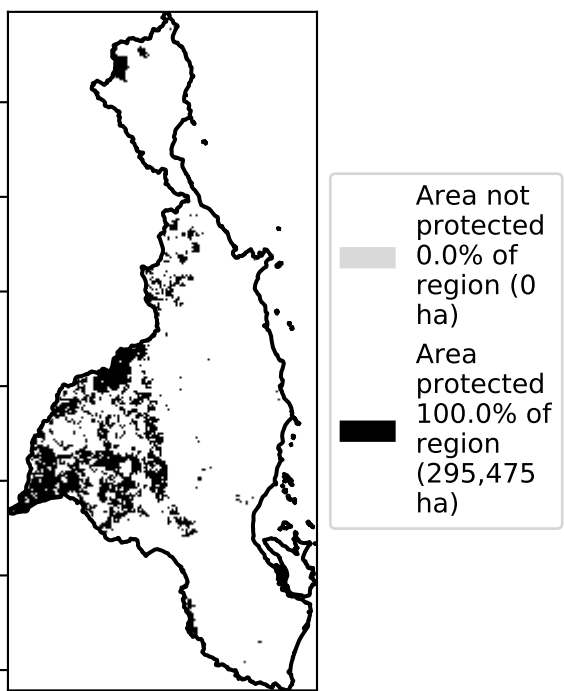 Area not
protected
0.0% of
region (0
ha)
Area
protected
100.0% of
region
(295,475
ha)